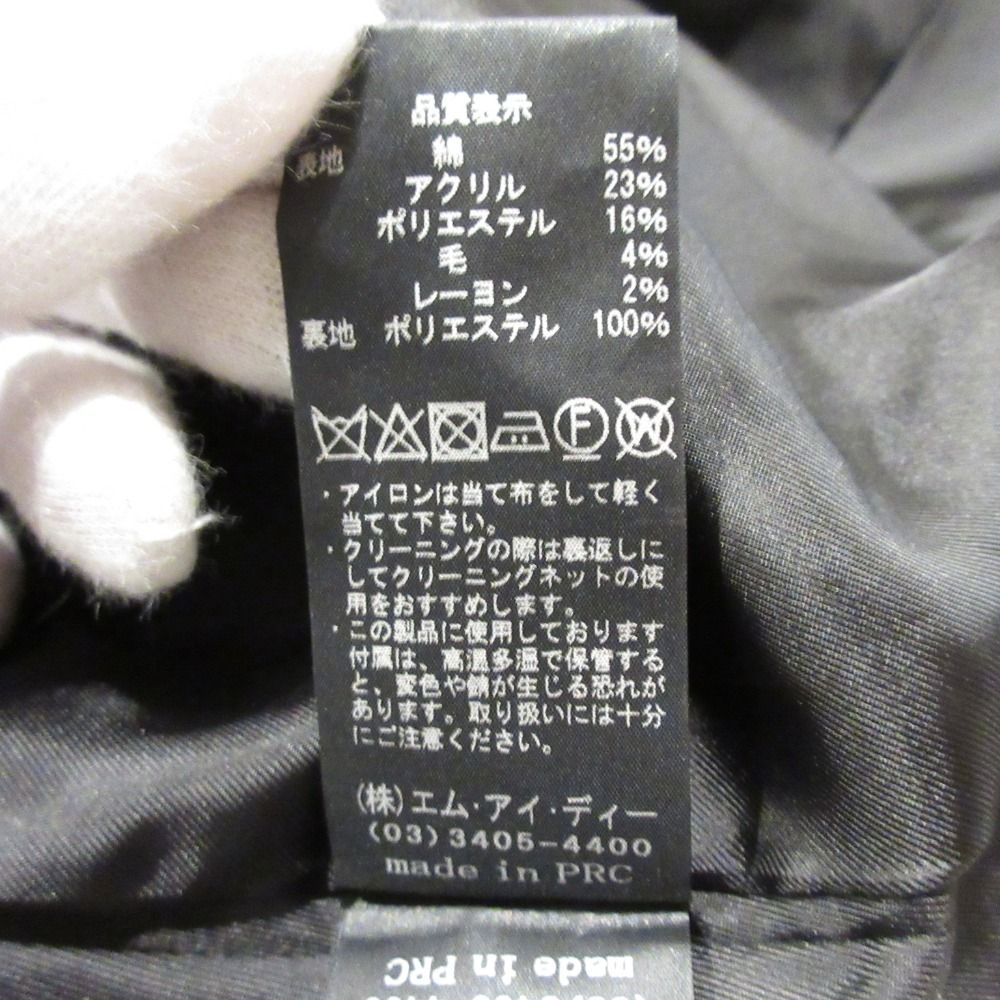 品質表示
表地 綿 55%
アクリル 23%
ポリエステル 16%
毛 4%
レーヨン 2%
裏地 ポリエステル 100%
F W
・アイロンは当て布をして軽く
当てて下さい。
・クリーニングの際は裏返しに
してクリーニングネットの使
用をおすすめします。
・この製品に使用しております
付属は、高温多湿で保管する
と、変色や錆が生じる恐れが
あります。取り扱いには十分
にご注意ください。
(株)エム・アイ・ディー
(03)3405-4400
made in PRC
made in PRC